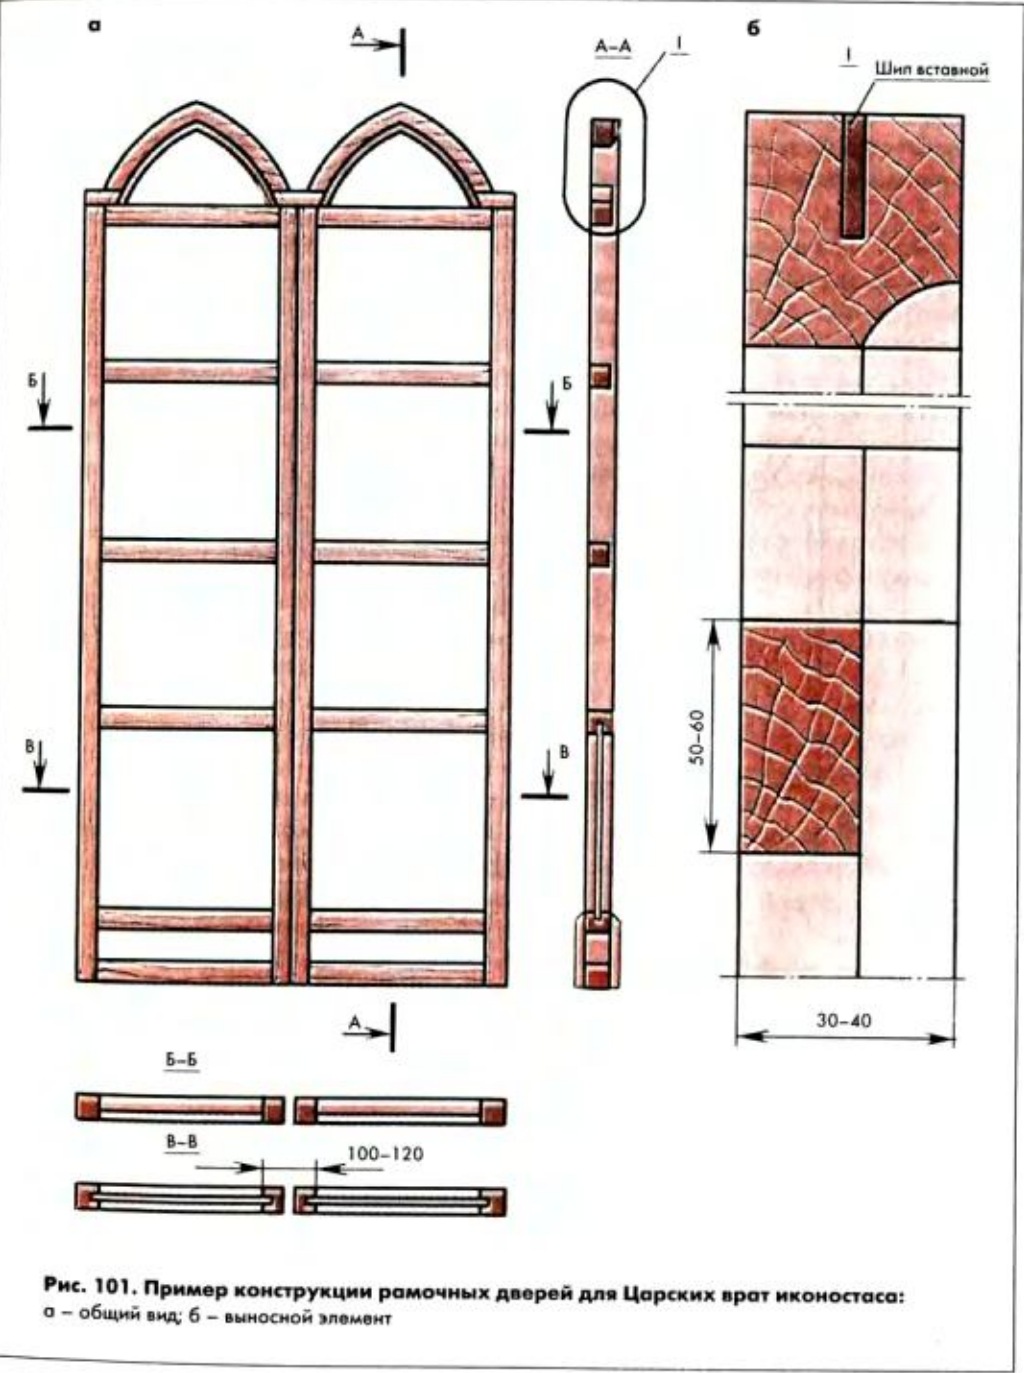 а
А
А–А
I
б
I
Шип вставной
Б
Б
50–60
В
В
А
30–40
Б–Б
В–В
100–120
Рис. 101. Пример конструкции рамочных дверей для Царских врат иконостаса:
а – общий вид; б – выносной элемент